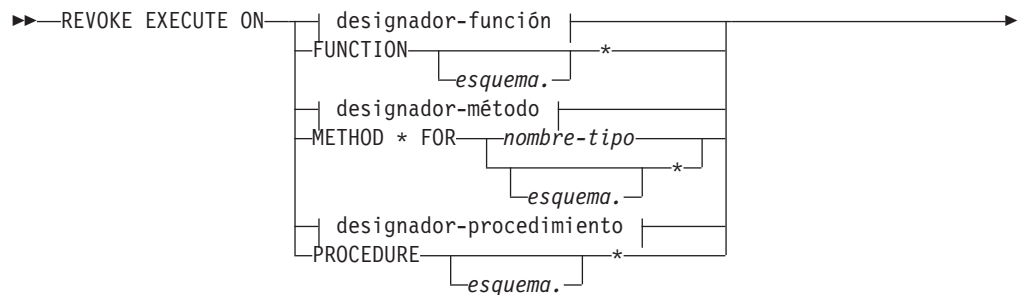 REVOKE EXECUTE ON designador-función
FUNCTION *
esquema.
designador-método
METHOD * FOR nombre-tipo
*
esquema.
designador-procedimiento
PROCEDURE *
esquema.